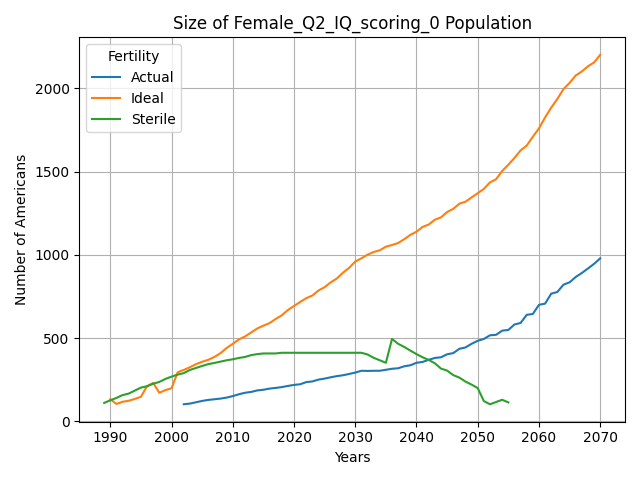 Size of Female_Q2_IQ_scoring_0 Population
Fertility
Actual
Ideal
Sterile
Number of Americans
2000
1500
1000
500
0
1990
2000
2010
2020
2030
2040
2050
2060
2070
Years